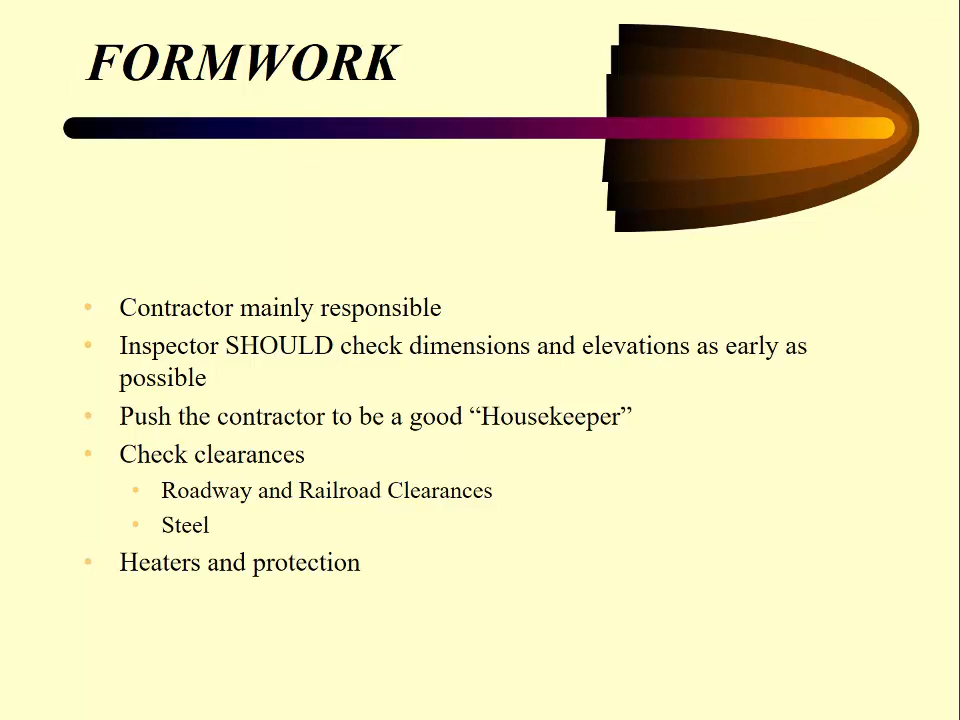 FORMWORK
• Contractor mainly responsible
• Inspector SHOULD check dimensions and elevations as early as
possible
• Push the contractor to be a good “Housekeeper”
• Check clearances
• Roadway and Railroad Clearances
• Steel
• Heaters and protection